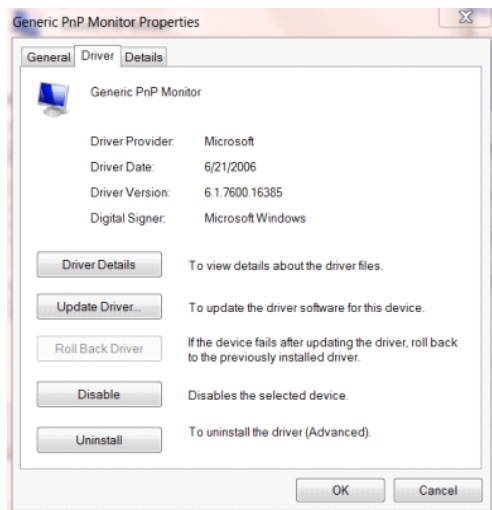 Generic PnP Monitor Properties
General Driver Details
Generic PnP Monitor
Driver Provider: Microsoft
Driver Date: 6/21/2006
Driver Version: 6.1.7600.16385
Digital Signer: Microsoft Windows
Driver Details To view details about the driver files.
Update Driver... To update the driver software for this device.
Roll Back Driver If the device fails after updating the driver, roll back
to the previously installed driver.
Disable Disables the selected device.
Uninstall To uninstall the driver (Advanced).
OK Cancel